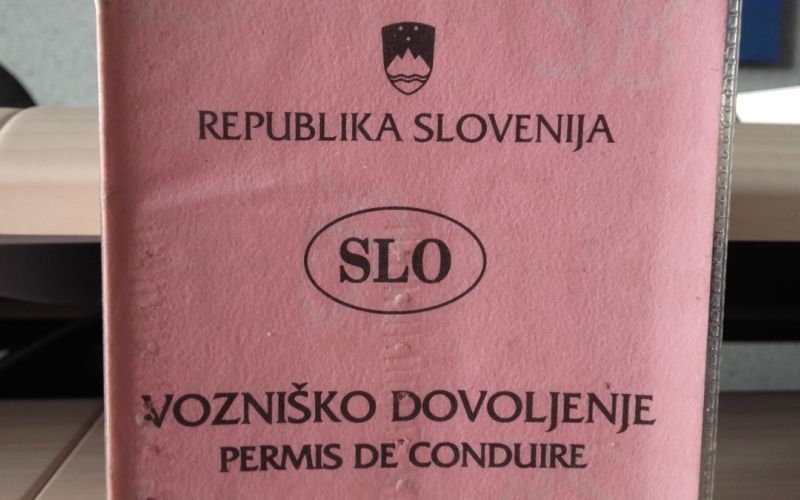 REPUBLIKA SLOVENIJA
SLO
VOZNIŠKO DOVOLJENJE
PERMIS DE CONDUIRE